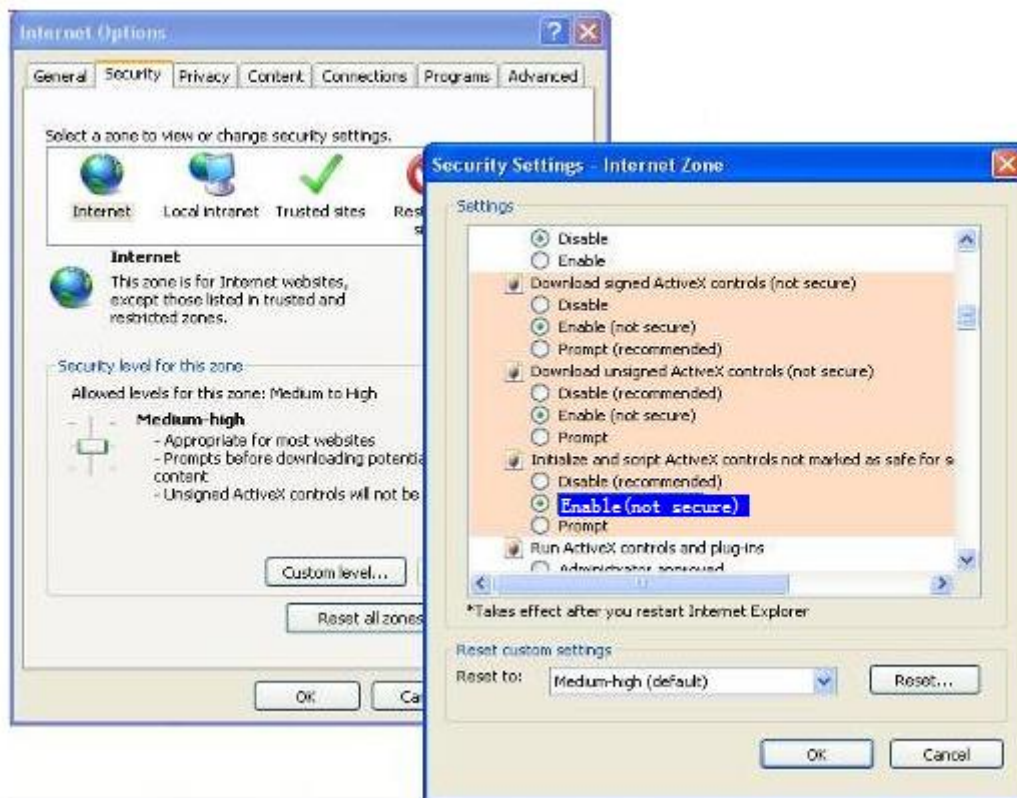 Internet Options
General Security Privacy Content Connections Programs Advanced
Select a zone to view or change security settings.
Internet Local intranet Trusted sites
Internet
This zone is for Internet websites,
except those listed in trusted and
restricted zones.
Security level for this zone
Allowed levels for this zone: Medium to High
Medium-high
- Appropriate for most websites
- Prompts before downloading potentia
content
- Unsigned ActiveX controls will not be
Custom level...
Reset all zones
OK Ca
Security Settings - Internet Zone
Settings
Disable
Enable
Download signed ActiveX controls (not secure)
Disable
Enable (not secure)
Prompt (recommended)
Download unsigned ActiveX controls (not secure)
Disable (recommended)
Enable (not secure)
Prompt
Initialize and script ActiveX controls not marked as safe for s
Disable (recommended)
Enable(not secure)
Prompt
Run ActiveX controls and plug-ins
Administrator approved
*Takes effect after you restart Internet Explorer
Reset custom settings
Reset to: Medium-high (default) Reset...
OK Cancel